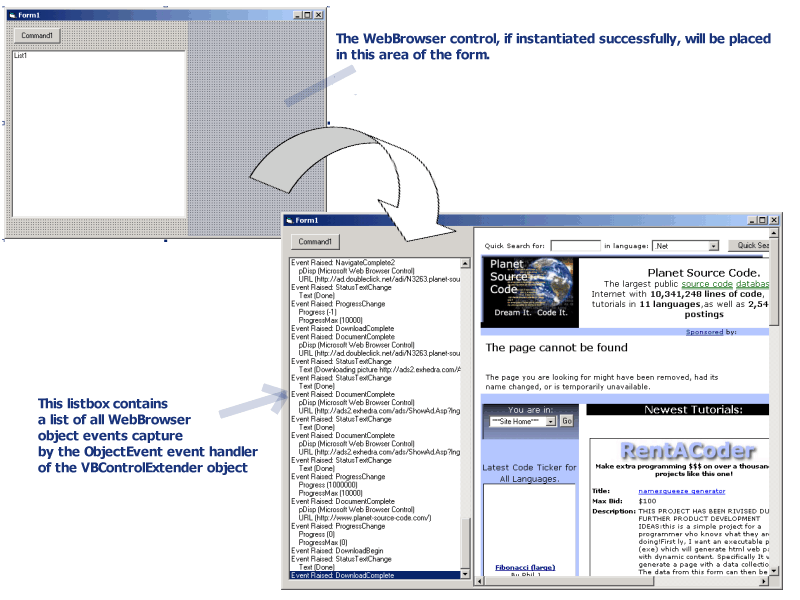 Form1
Command1
List1
The WebBrowser control, if instantiated successfully, will be placed
in this area of the form.
Form1
Command1
Event Raised: NavigateComplete2
pDisp (Microsoft Web Browser Control)
URL (http://ad.doubleclick.net/adi/N3263.planet-sou
Event Raised: StatusTextChange
Text (Done)
Event Raised: ProgressChange
Progress (-1)
ProgressMax (10000)
Event Raised: DownloadComplete
Event Raised: DocumentComplete
pDisp (Microsoft Web Browser Control)
URL (http://ad.doubleclick.net/adi/N3263.planet-sou
Event Raised: StatusTextChange
Text (Downloading picture http://ads2.exhedra.com/A
Event Raised: StatusTextChange
Text (Done)
Event Raised: DocumentComplete
pDisp (Microsoft Web Browser Control)
URL (http://ads2.exhedra.com/ads/ShowAd.Asp?lng
Event Raised: StatusTextChange
Text (Done)
Event Raised: DocumentComplete
pDisp (Microsoft Web Browser Control)
URL (http://ads2.exhedra.com/ads/ShowAd.Asp?lng
Event Raised: StatusTextChange
Text (Done)
Event Raised: ProgressChange
Progress (1000000)
ProgressMax (10000)
Event Raised: DocumentComplete
pDisp (Microsoft Web Browser Control)
URL (http://www.planet-source-code.com/)
Event Raised: ProgressChange
Progress (0)
ProgressMax (0)
Event Raised: DownloadBegin
Event Raised: StatusTextChange
Text (Done)
Event Raised: DownloadComplete
Quick Search for: in language: .Net Quick Sea
Planet
Source
Code
Dream It. Code It.
Planet Source Code.
The largest public source code databas
Internet with 10,341,248 lines of code,
tutorials in 11 languages,as well as 2,54
postings
Sponsored by:
The page cannot be found
The page you are looking for might have been removed, had its
name changed, or is temporarily unavailable.
You are in:
***Site Home*** Go
Latest Code Ticker for
All Languages.
Fibonacci (large)
By Phil J
Newest Tutorials:
RentACoder
Make extra programming $$$ on over a thousan
projects like this one!
Title: namesqueeze generator
Max Bid: $100
Description: THIS PROJECT HAS BEEN RIVISED DU
FURTHER PRODUCT DEVELOPMENT
IDEAS:this is a simple project for a
programmer who knows what they are
doing!First ly, I want an executable p
(exe) which will generate html web pa
with dynamic content. Specifically It w
generate a page with a data collectio
The data from this form can then be
This listbox contains
a list of all WebBrowser
object events capture
by the ObjectEvent event handler
of the VBControlExtender object